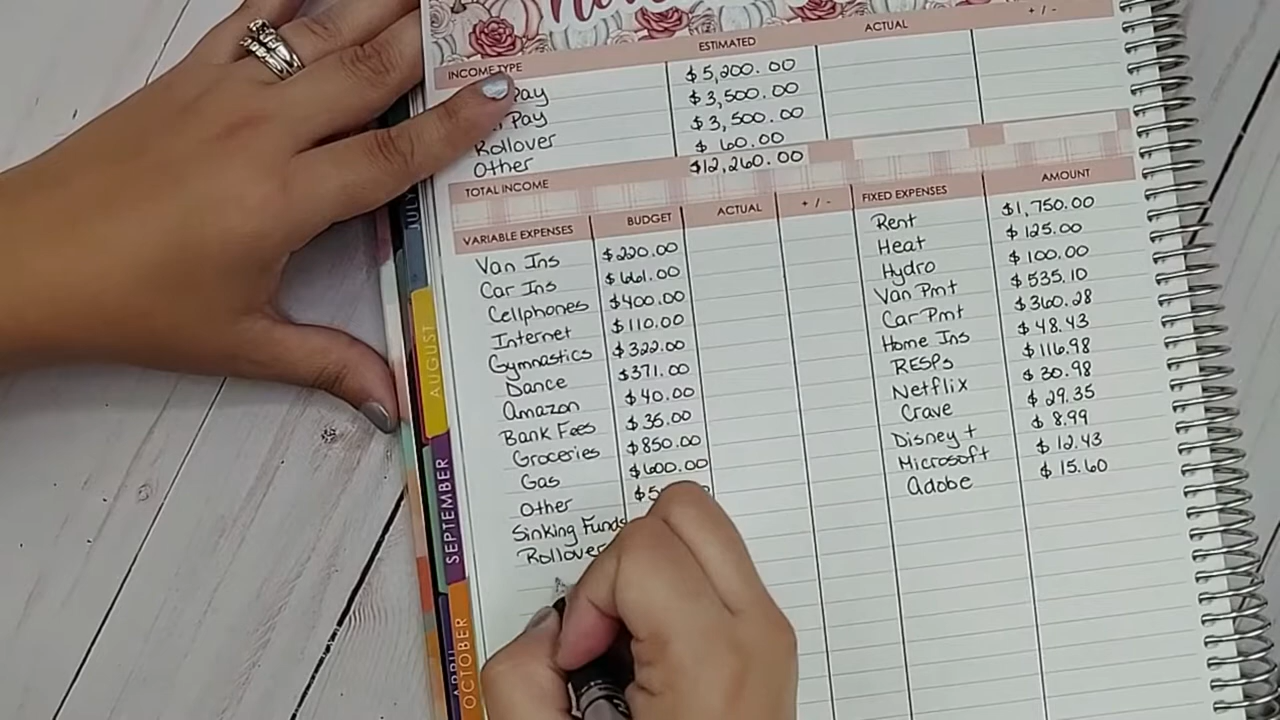 ESTIMATED ACTUAL + / -
INCOME TYPE
Pay $5,200.00
Pay $3,500.00
Rollover $3,500.00
Other $ 60.00
TOTAL INCOME $12,260.00
VARIABLE EXPENSES BUDGET ACTUAL + / -
Van Ins $220.00
Car Ins $661.00
Cellphones $400.00
Internet $110.00
Gymnastics $322.00
Dance $371.00
Amazon $40.00
Bank Fees $35.00
Groceries $850.00
Gas $600.00
Other
Sinking Funds
Rollover
FIXED EXPENSES AMOUNT
Rent $1,750.00
Heat $125.00
Hydro $100.00
Van Pmt $535.10
Car Pmt $360.28
Home Ins $48.43
RESPs $116.98
Netflix $30.98
Crave $29.35
Disney + $8.99
Microsoft $12.43
Adobe $15.60
JULY
AUGUST
SEPTEMBER
OCTOBER
APRIL